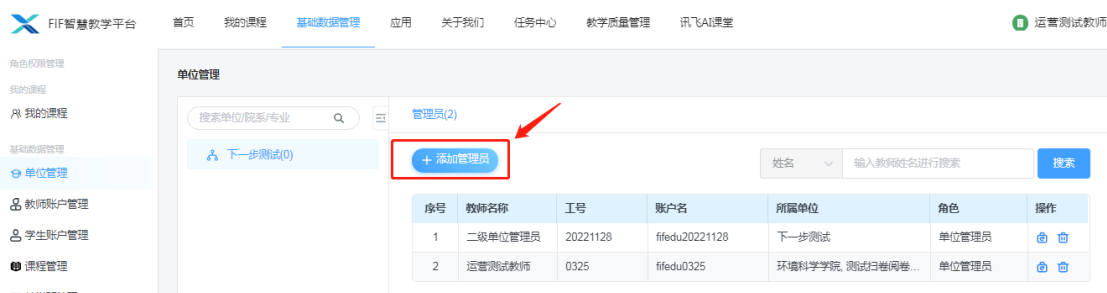 FIF智慧教学平台
首页 我的课程 基础数据管理 应用 关于我们 任务中心 教学质量管理 讯飞AI课堂
运营测试教师
角色权限管理
我的课程
我的课程
基础数据管理
单位管理
教师账户管理
学生账户管理
课程管理
单位管理
搜索单位/院系/专业
下一步测试(0)
管理员(2)
+ 添加管理员
姓名 输入教师姓名进行搜索 搜索
序号 教师名称 工号 账户名 所属单位 角色 操作
1 二级单位管理员 20221128 fifedu20221128 下一步测试 单位管理员
2 运营测试教师 0325 fifedu0325 环境科学学院, 测试扫卷阅卷... 单位管理员